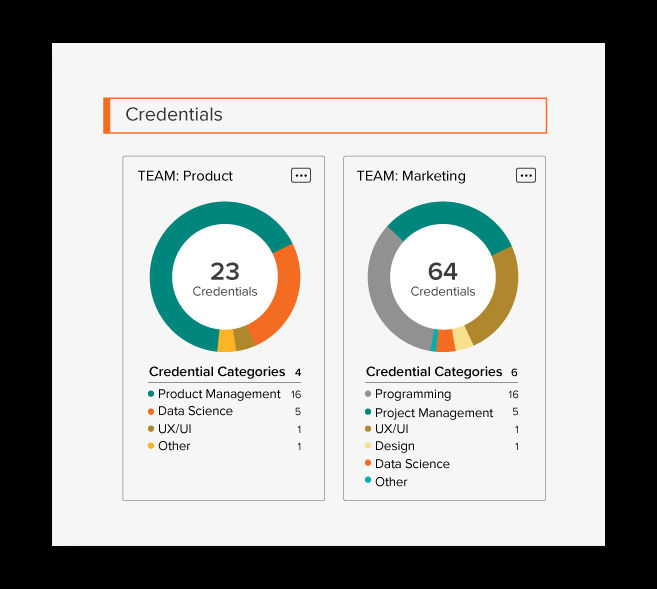 Credentials
TEAM: Product
23
Credentials
Credential Categories 4
Product Management 16
Data Science 5
UX/UI 1
Other 1
TEAM: Marketing
64
Credentials
Credential Categories 6
Programming 16
Project Management 5
UX/UI 1
Design 1
Data Science
Other